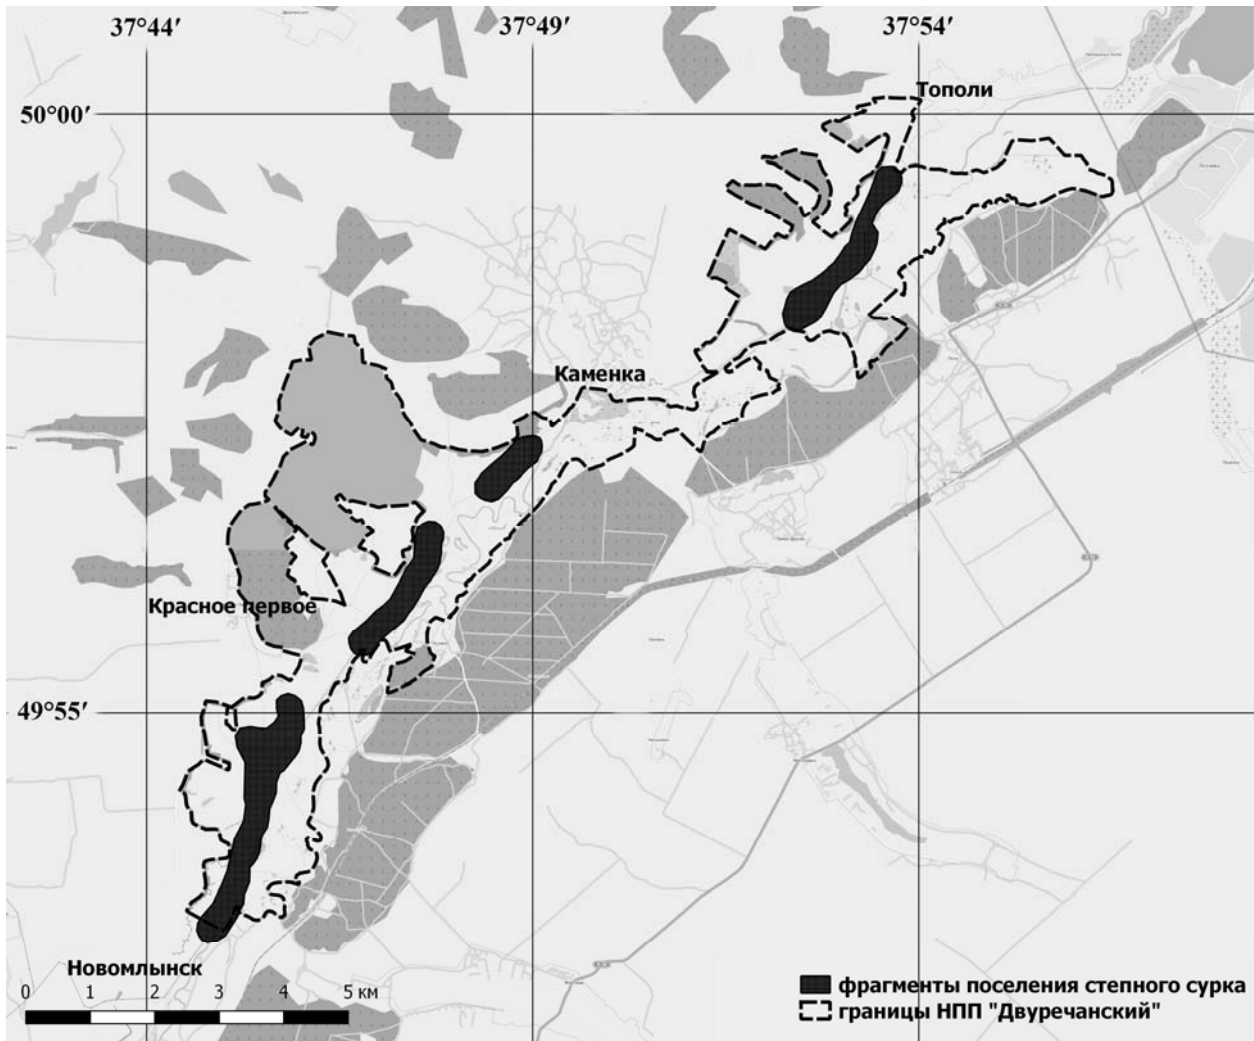 37°44′ 37°49′ 37°54′
Тополи
50°00′
Каменка
Красное первое
49°55′
Новомлынск
0 1 2 3 4 5 км
фрагменты поселения степного сурка
границы НПП "Двуречанский"